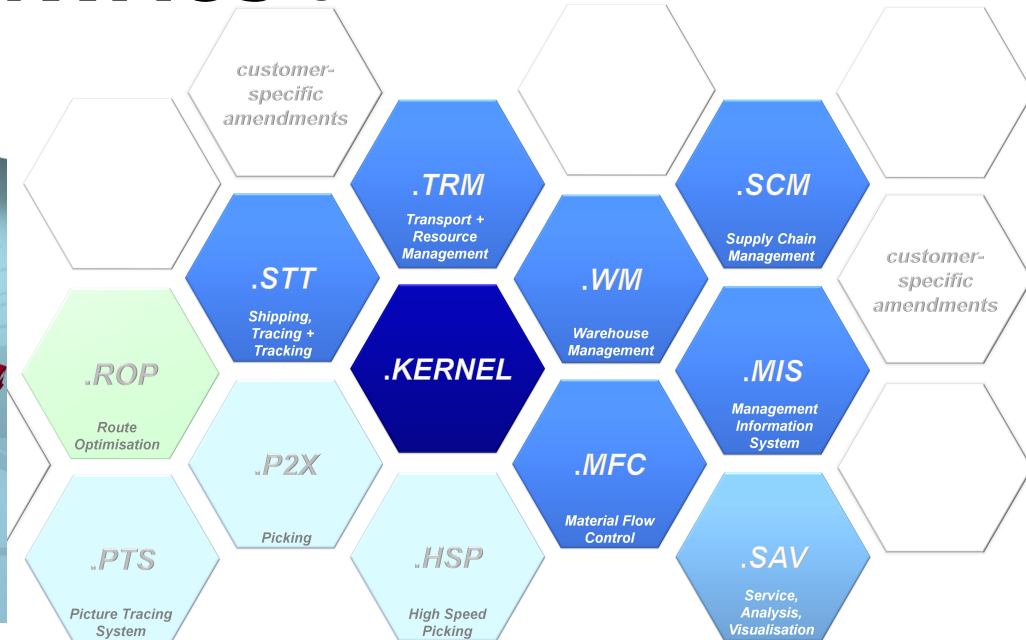 customer-
specific
amendments
.TRM
Transport +
Resource
Management
.SCM
Supply Chain
Management
.STT
Shipping,
Tracing +
Tracking
.WM
Warehouse
Management
customer-
specific
amendments
.ROP
Route
Optimisation
.KERNEL
.MIS
Management
Information
System
.P2X
Picking
.MFC
Material Flow
Control
.PTS
Picture Tracing
System
.HSP
High Speed
Picking
.SAV
Service,
Analysis,
Visualisation